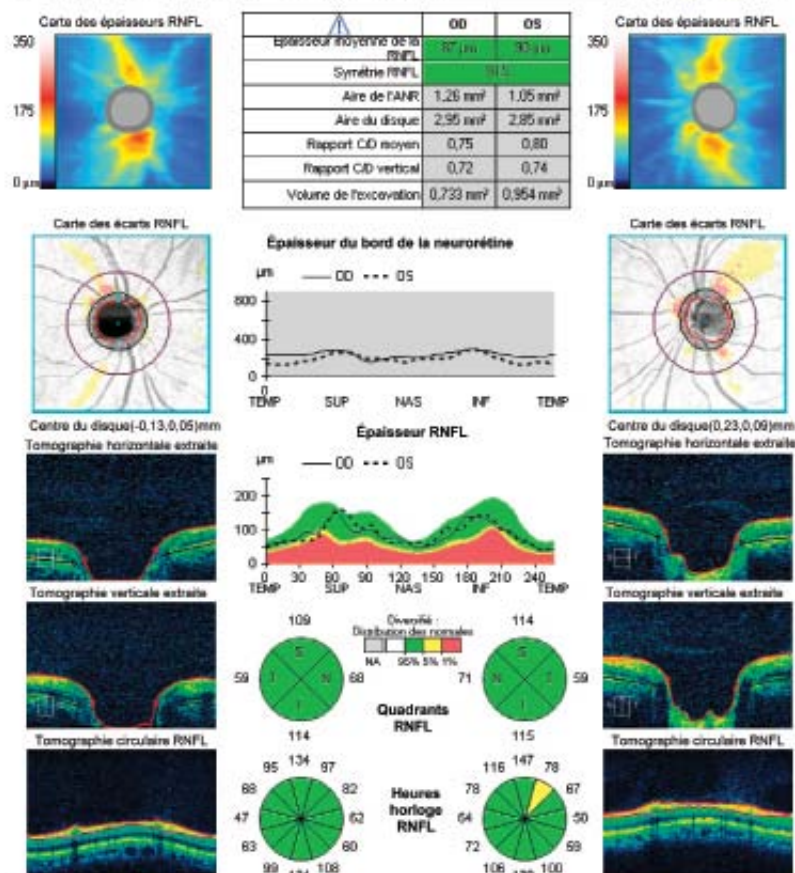 Carte des épaisseurs RNFL
350
175
0 µm
OD OS
Épaisseur moyenne de la RNFL 87 µm 90 µm
Symétrie RNFL
Aire de l'ANR 1,26 mm² 1,05 mm²
Aire du disque 2,95 mm² 2,85 mm²
Rapport C/D moyen 0,75 0,80
Rapport C/D vertical 0,72 0,74
Volume de l'excavation 0,733 mm³ 0,954 mm³
Carte des épaisseurs RNFL
350
175
0 µm
Carte des écarts RNFL
Centre du disque(-0,13,0,05)mm
Épaisseur du bord de la neurorétine
µm
OD OS
800
400
0
0
TEMP SUP NAS INF TEMP
Carte des écarts RNFL
Centre du disque(0,23,0,09)mm
Tomographie horizontale extraite
Épaisseur RNFL
µm
OD OS
200
100
0
0 30 60 90 120 150 180 210 240
TEMP SUP NAS INF TEMP
Tomographie horizontale extraite
Tomographie verticale extraite
109
S
59 T N 68
I
114
Diversifié :
Distribution des normales
NA 95% 5% 1%
Quadrants
RNFL
114
S
71 N T 59
I
115
Tomographie verticale extraite
Tomographie circulaire RNFL
95 134 97
68 82
47 62
63 60
99 108
Heures
horloge
RNFL
116 147 78
78 67
64 50
72 59
106 100
Tomographie circulaire RNFL